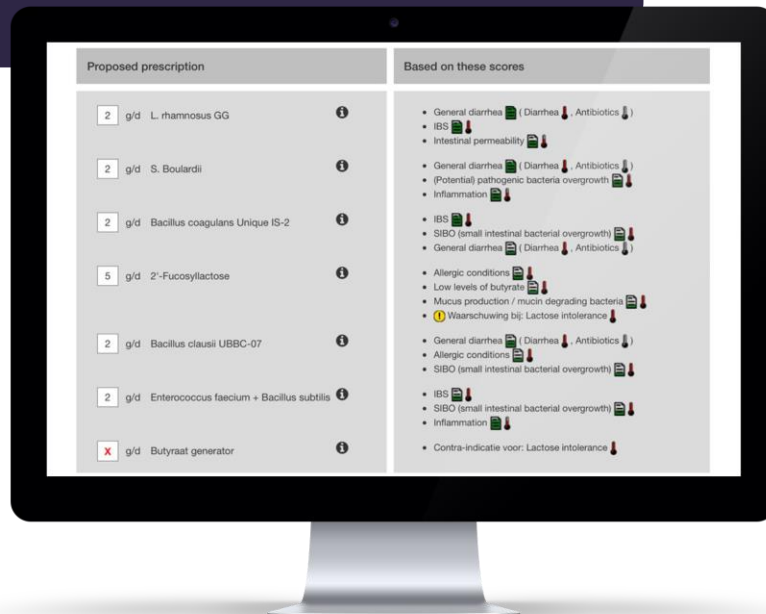 Proposed prescription
Based on these scores
2 g/d L. rhamnosus GG
• General diarrhea ( Diarrhea , Antibiotics )
• IBS
• Intestinal permeability
2 g/d S. Boulardii
• General diarrhea ( Diarrhea , Antibiotics )
• (Potential) pathogenic bacteria overgrowth
• Inflammation
2 g/d Bacillus coagulans Unique IS-2
• IBS
• SIBO (small intestinal bacterial overgrowth)
• General diarrhea ( Diarrhea , Antibiotics )
5 g/d 2'-Fucosyllactose
• Allergic conditions
• Low levels of butyrate
• Mucus production / mucin degrading bacteria
• Waarschuwing bij: Lactose intolerance
2 g/d Bacillus clausii UBBC-07
• General diarrhea ( Diarrhea , Antibiotics )
• Allergic conditions
• SIBO (small intestinal bacterial overgrowth)
2 g/d Enterococcus faecium + Bacillus subtilis
• IBS
• SIBO (small intestinal bacterial overgrowth)
• Inflammation
X g/d Butyraat generator
• Contra-indicatie voor: Lactose intolerance